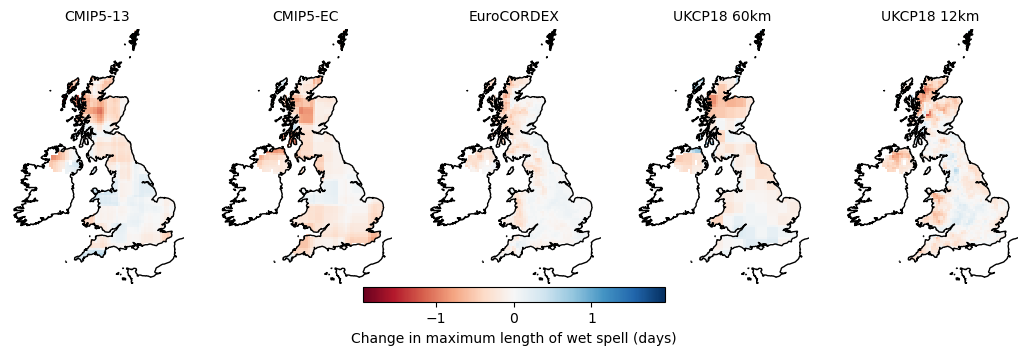 CMIP5-13
CMIP5-EC
EuroCORDEX
UKCP18 60km
UKCP18 12km
−1
0
1
Change in maximum length of wet spell (days)